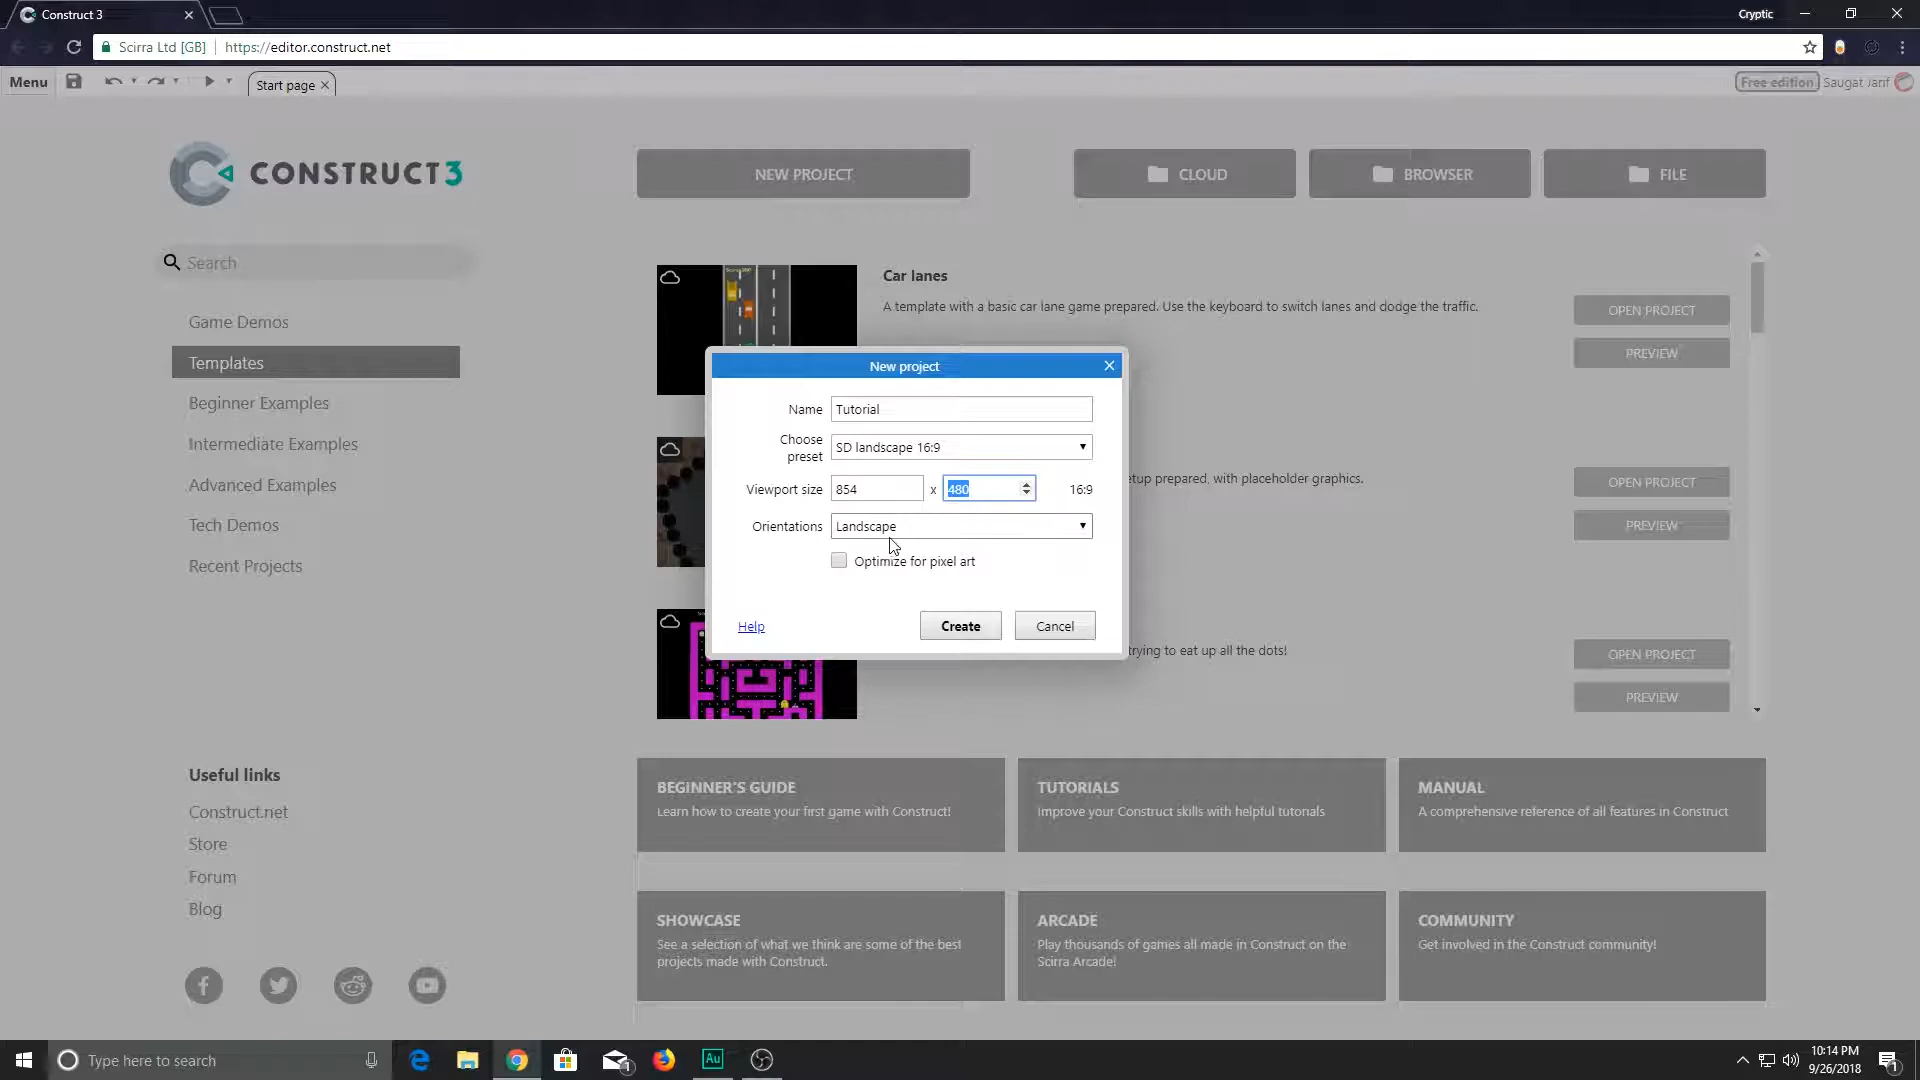 Construct 3
Cryptic
Scirra Ltd [GB] https://editor.construct.net
Menu
Start page
Free edition
Saugat Jarif
CONSTRUCT 3
NEW PROJECT
CLOUD
BROWSER
FILE
Search
Game Demos
Templates
Beginner Examples
Intermediate Examples
Advanced Examples
Tech Demos
Recent Projects
Car lanes
A template with a basic car lane game prepared. Use the keyboard to switch lanes and dodge the traffic.
OPEN PROJECT
PREVIEW
New project
Name Tutorial
Choose preset SD landscape 16:9
Viewport size 854 x 480 16:9
Orientations Landscape
Optimize for pixel art
Help
Create
Cancel
etup prepared, with placeholder graphics.
OPEN PROJECT
PREVIEW
trying to eat up all the dots!
OPEN PROJECT
PREVIEW
Useful links
Construct.net
Store
Forum
Blog
BEGINNER'S GUIDE
Learn how to create your first game with Construct!
TUTORIALS
Improve your Construct skills with helpful tutorials
MANUAL
A comprehensive reference of all features in Construct
SHOWCASE
See a selection of what we think are some of the best
projects made with Construct.
ARCADE
Play thousands of games all made in Construct on the
Scirra Arcade!
COMMUNITY
Get involved in the Construct community!
Type here to search
1
Au
10:14 PM
9/26/2018
1